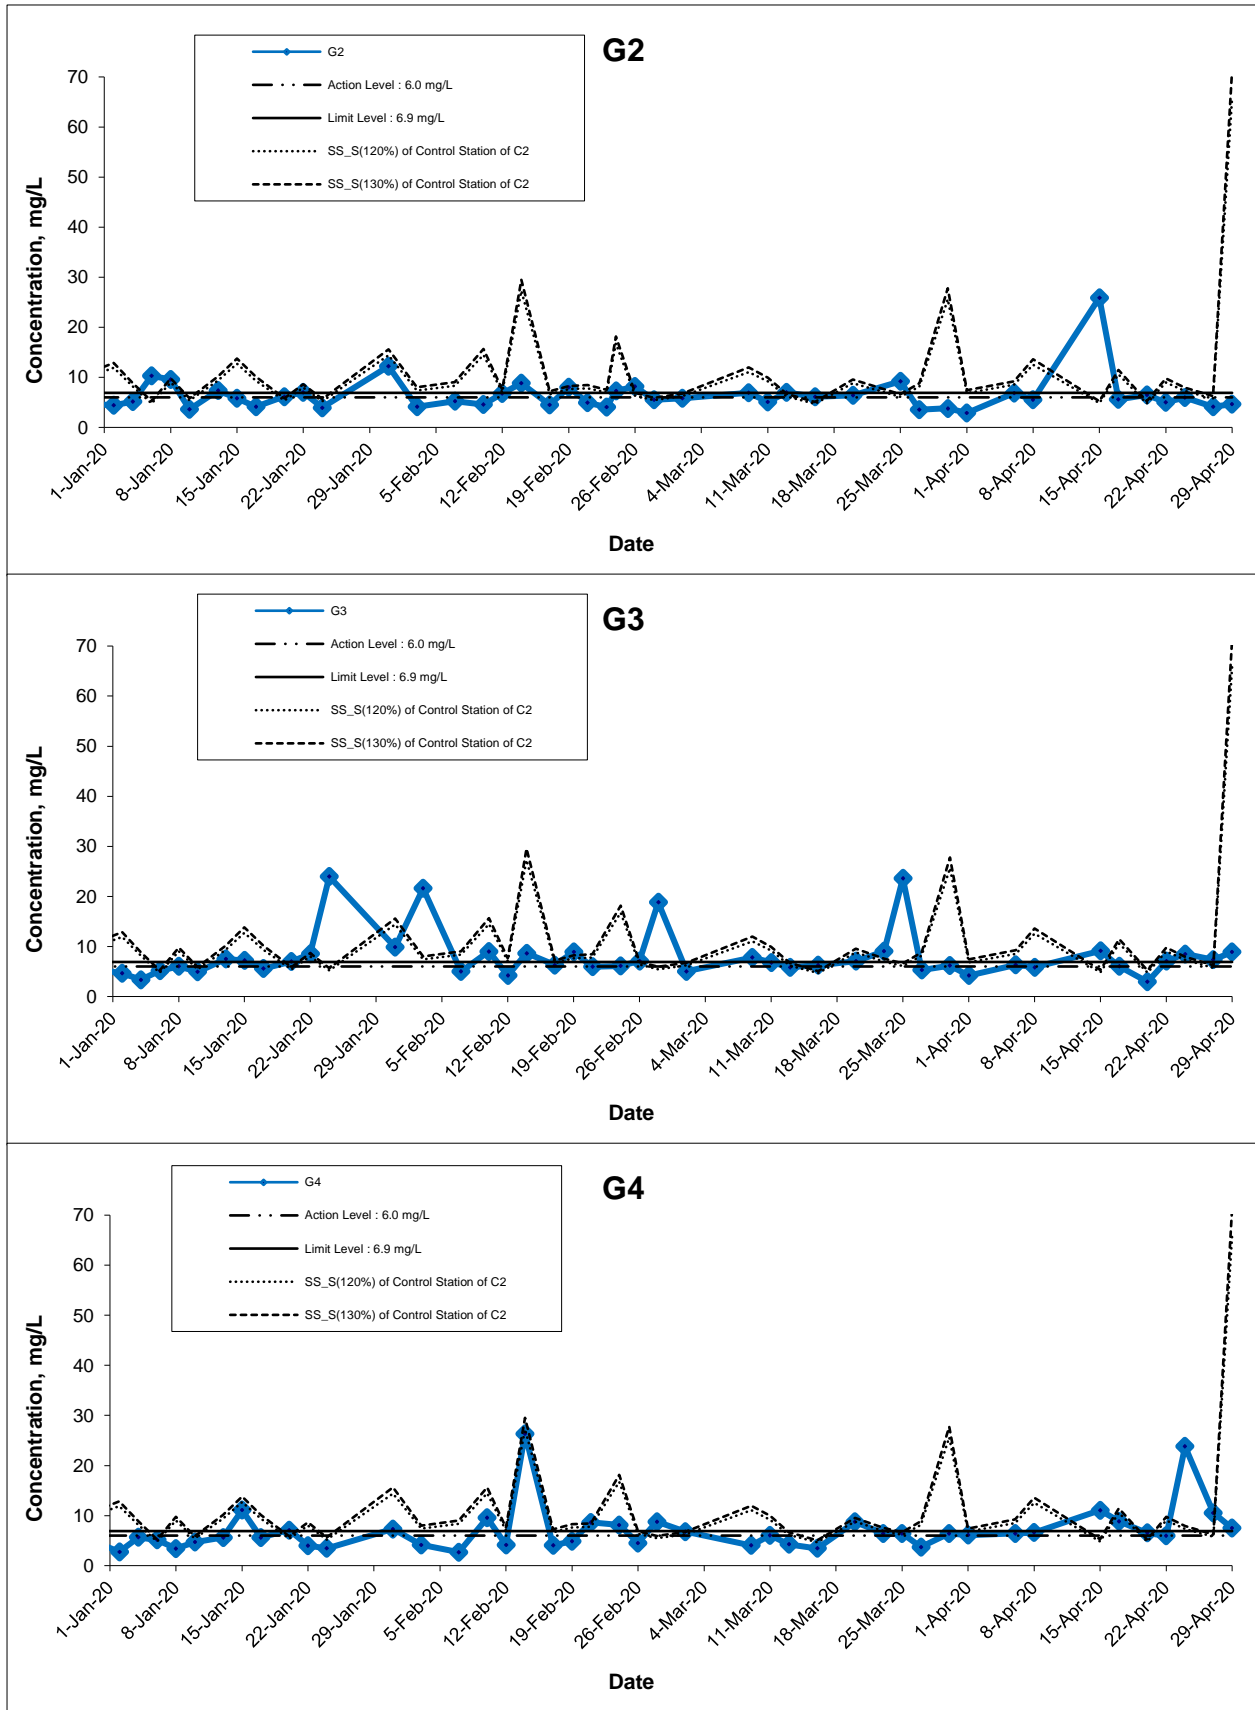 G2
G2
Action Level : 6.0 mg/L
Limit Level : 6.9 mg/L
SS_S(120%) of Control Station of C2
SS_S(130%) of Control Station of C2
Concentration, mg/L
70
60
50
40
30
20
10
0
1-Jan-20
8-Jan-20
15-Jan-20
22-Jan-20
29-Jan-20
5-Feb-20
12-Feb-20
19-Feb-20
26-Feb-20
4-Mar-20
11-Mar-20
18-Mar-20
25-Mar-20
1-Apr-20
8-Apr-20
15-Apr-20
22-Apr-20
29-Apr-20
Date
G3
G3
Action Level : 6.0 mg/L
Limit Level : 6.9 mg/L
SS_S(120%) of Control Station of C2
SS_S(130%) of Control Station of C2
Concentration, mg/L
70
60
50
40
30
20
10
0
1-Jan-20
8-Jan-20
15-Jan-20
22-Jan-20
29-Jan-20
5-Feb-20
12-Feb-20
19-Feb-20
26-Feb-20
4-Mar-20
11-Mar-20
18-Mar-20
25-Mar-20
1-Apr-20
8-Apr-20
15-Apr-20
22-Apr-20
29-Apr-20
Date
G4
G4
Action Level : 6.0 mg/L
Limit Level : 6.9 mg/L
SS_S(120%) of Control Station of C2
SS_S(130%) of Control Station of C2
Concentration, mg/L
70
60
50
40
30
20
10
0
1-Jan-20
8-Jan-20
15-Jan-20
22-Jan-20
29-Jan-20
5-Feb-20
12-Feb-20
19-Feb-20
26-Feb-20
4-Mar-20
11-Mar-20
18-Mar-20
25-Mar-20
1-Apr-20
8-Apr-20
15-Apr-20
22-Apr-20
29-Apr-20
Date